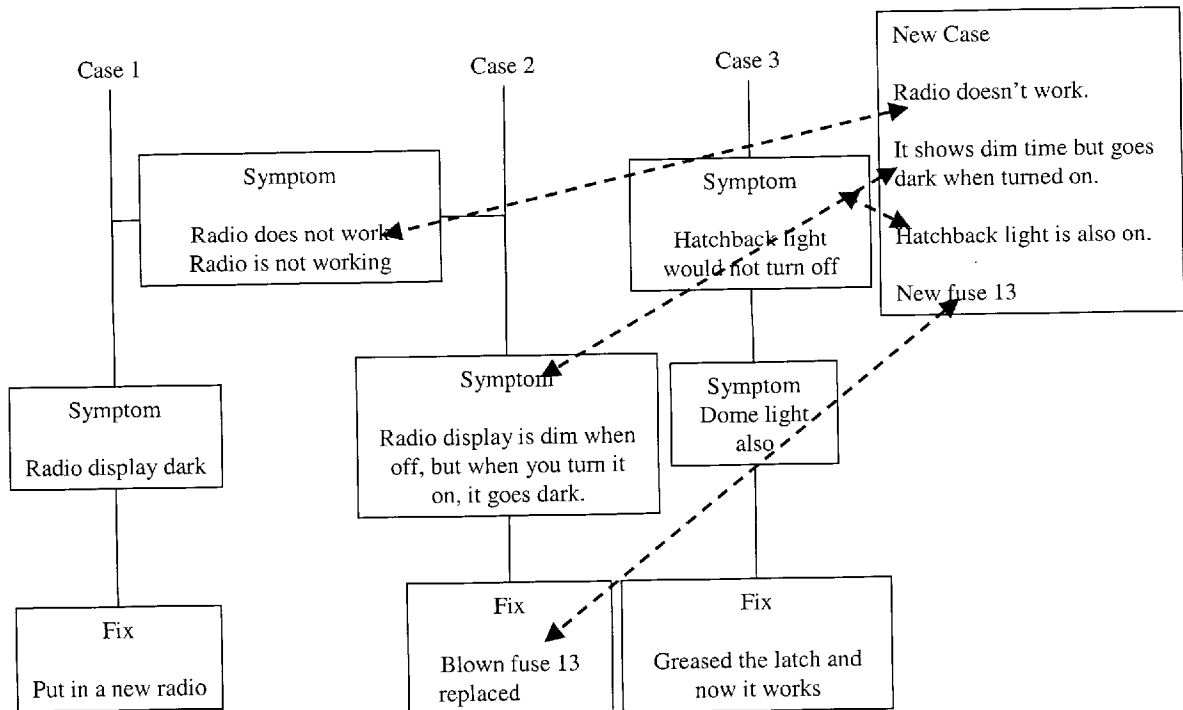 Case 1
Case 2
Case 3
New Case
Radio doesn't work.
It shows dim time but goes
dark when turned on.
Hatchback light is also on.
New fuse 13
Symptom
Radio does not work
Radio is not working
Symptom
Hatchback light
would not turn off
Symptom
Radio display dark
Symptom
Radio display is dim when
off, but when you turn it
on, it goes dark.
Symptom
Dome light
also
Fix
Put in a new radio
Fix
Blown fuse 13
replaced
Fix
Greased the latch and
now it works